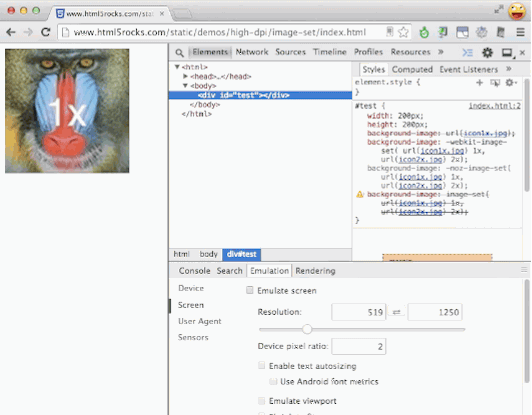 www.html5rocks.com/static/d
www.html5rocks.com/static/demos/high-dpi/image-set/index.html
1x
Elements Network Sources Timeline Profiles Resources »
<html>
<head>…</head>
<body>
<div id="test"></div>
</body>
</html>
Styles Computed Event Listeners »
element.style {
}
#test { index.html:2
width: 200px;
height: 200px;
background-image: url(icon1x.jpg);
background-image: -webkit-image-
set( url(icon1x.jpg) 1x,
url(icon2x.jpg) 2x);
background-image: -moz-image-set(
url(icon1x.jpg) 1x,
url(icon2x.jpg) 2x);
background-image: image-set(
url(icon1x.jpg) 1x,
url(icon2x.jpg) 2x);
}
html body div#test
Console Search Emulation Rendering
Device
Screen
User Agent
Sensors
Emulate screen
Resolution: 519 1250
Device pixel ratio: 2
Enable text autosizing
Use Android font metrics
Emulate viewport